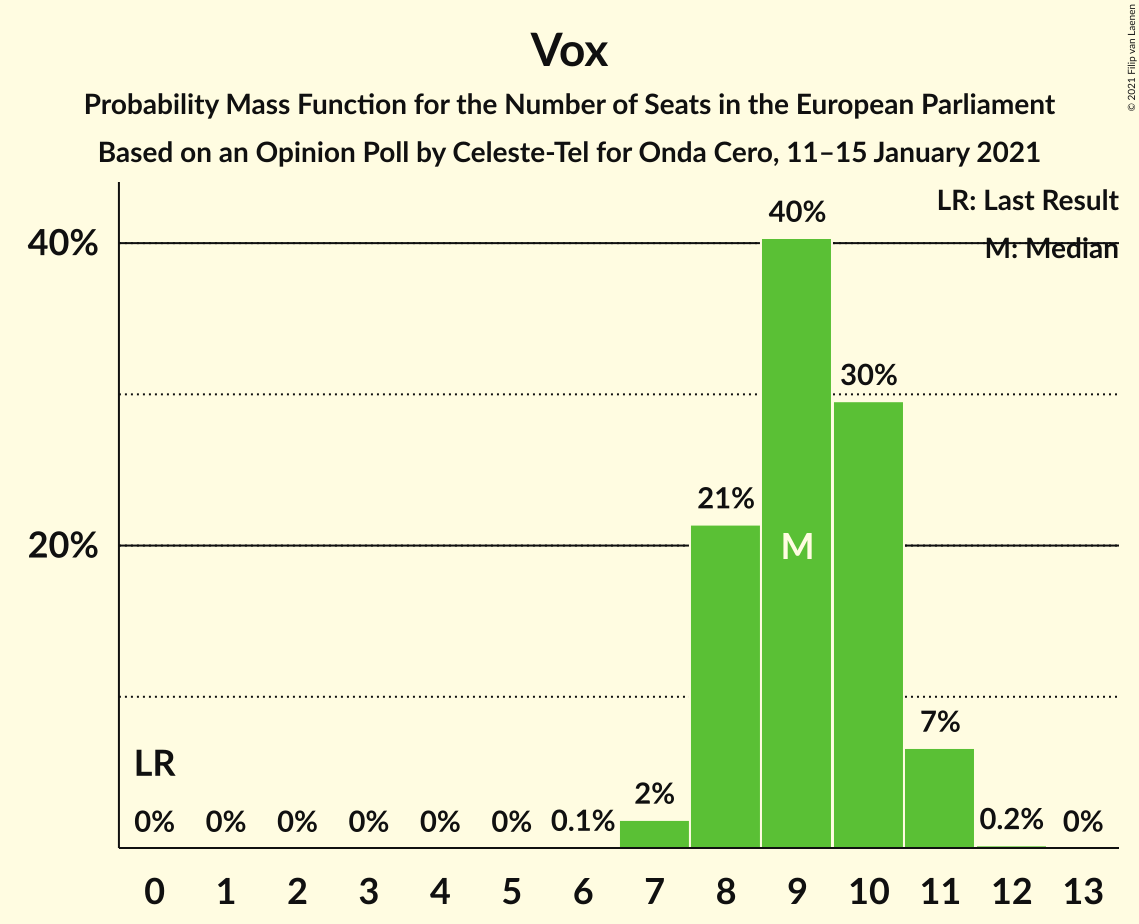 Vox
Probability Mass Function for the Number of Seats in the European Parliament
Based on an Opinion Poll by Celeste-Tel for Onda Cero, 11–15 January 2021
© 2021 Filip van Laenen
LR: Last Result
M: Median
40%
20%
40%
30%
21%
M
7%
LR
2%
0% 0% 0% 0% 0% 0% 0.1% 0.2% 0%
0 1 2 3 4 5 6 7 8 9 10 11 12 13